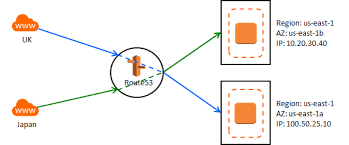 WWW
UK
Route53
WWW
Japan
Region: us-east-1
AZ: us-east-1b
IP: 10.20.30.40
Region: us-east-1
AZ: us-east-1a
IP: 100.50.25.10